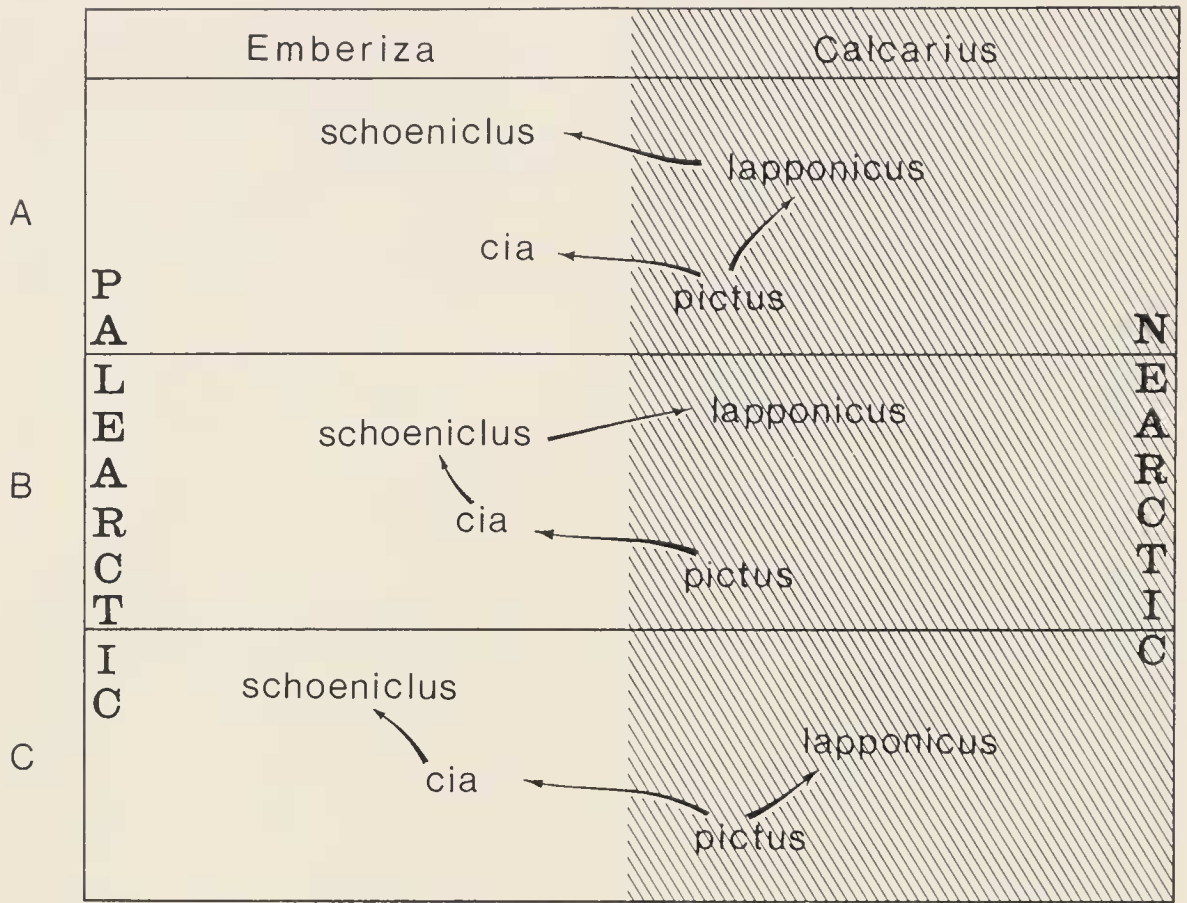 Emberiza Calcarius
A
schoeniclus
lapponicus
cia
pictus
B
lapponicus
schoeniclus
cia
pictus
C
schoeniclus
lapponicus
cia
pictus
PALEARCTIC
NEARCTIC